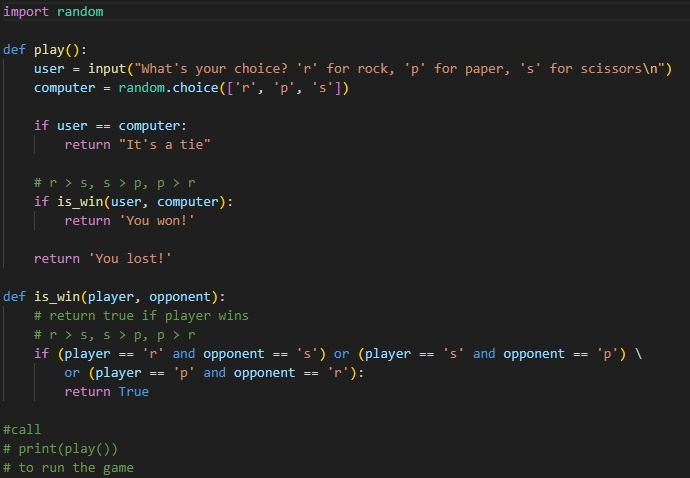 import random

def play():
    user = input("What's your choice? 'r' for rock, 'p' for paper, 's' for scissors\n")
    computer = random.choice(['r', 'p', 's'])

    if user == computer:
        return "It's a tie"

    # r > s, s > p, p > r
    if is_win(user, computer):
        return 'You won!'

    return 'You lost!'

def is_win(player, opponent):
    # return true if player wins
    # r > s, s > p, p > r
    if (player == 'r' and opponent == 's') or (player == 's' and opponent == 'p') \
        or (player == 'p' and opponent == 'r'):
        return True

#call
# print(play())
# to run the game